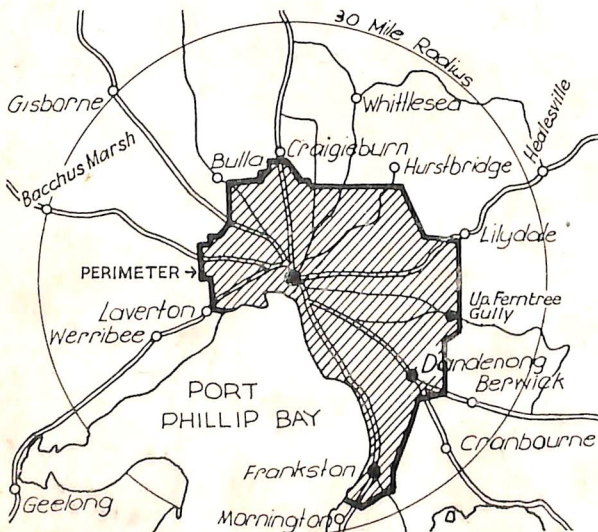 30 Mile Radius
Gisborne
Whittlesea
Healesville
Bacchus Marsh
Bulla
Craigieburn
Hurstbridge
Lilydale
PERIMETER
Up. Ferntree
Gully
Laverton
Werribee
Dandenong
Berwick
PORT
PHILLIP BAY
Cranbourne
Frankston
Geelong
Mornington